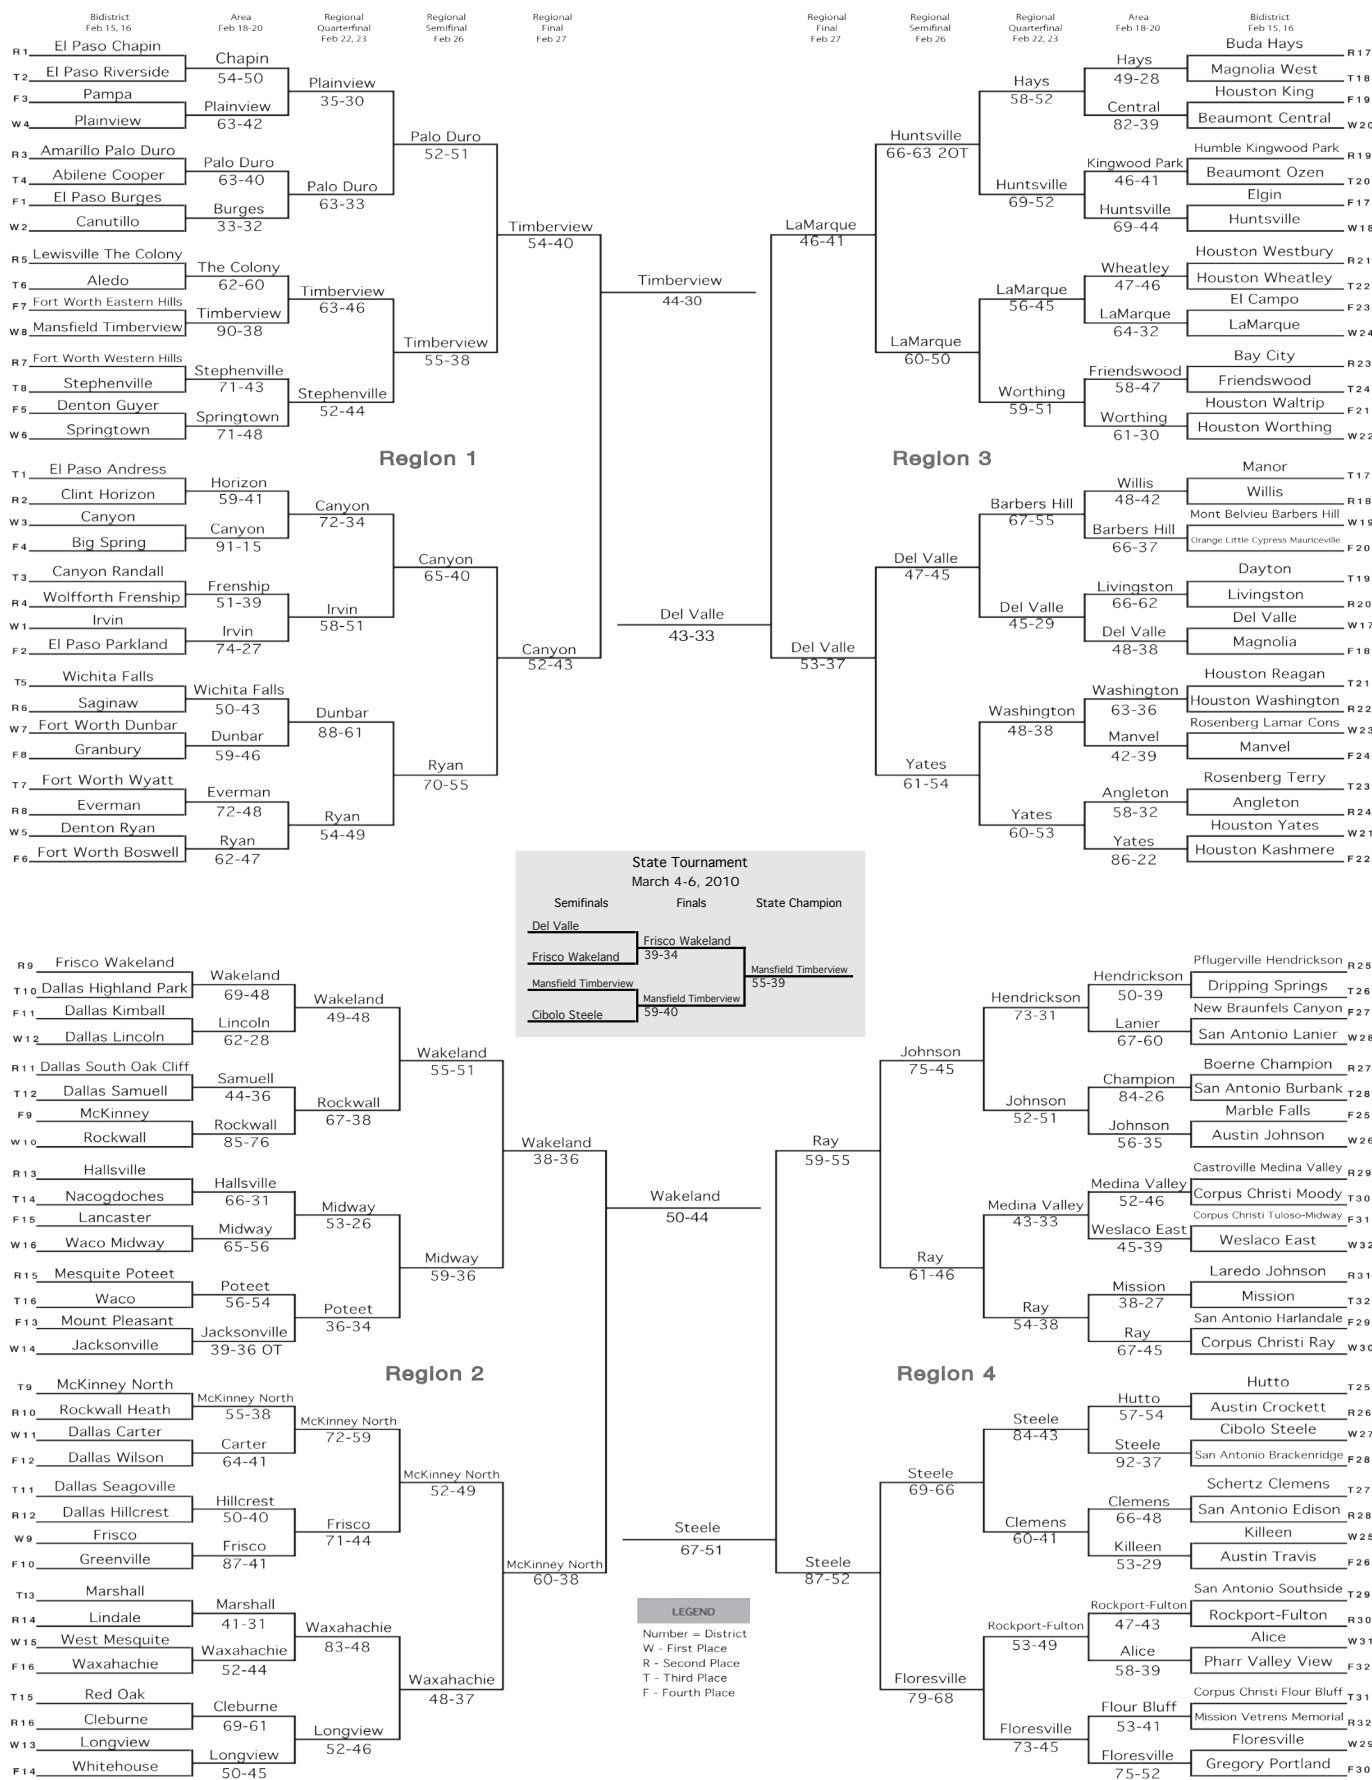 Bidistrict
Feb 15, 16
Area
Feb 18-20
Regional
Quarterfinal
Feb 22, 23
Regional
Semifinal
Feb 26
Regional
Final
Feb 27
Regional
Final
Feb 27
Regional
Semifinal
Feb 26
Regional
Quarterfinal
Feb 22, 23
Area
Feb 18-20
Bidistrict
Feb 15, 16
R1 El Paso Chapin
T2 El Paso Riverside
F3 Pampa
W4 Plainview
R3 Amarillo Palo Duro
T4 Abilene Cooper
F1 El Paso Burges
W2 Canutillo
R5 Lewisville The Colony
T6 Aledo
F7 Fort Worth Eastern Hills
W8 Mansfield Timberview
R7 Fort Worth Western Hills
T8 Stephenville
F5 Denton Guyer
W6 Springtown
Chapin
54-50
Plainview
63-42
Palo Duro
63-40
Burges
33-32
The Colony
62-60
Timberview
90-38
Stephenville
71-43
Springtown
71-48
Plainview
35-30
Palo Duro
63-33
Timberview
63-46
Stephenville
52-44
Palo Duro
52-51
Timberview
55-38
Timberview
54-40
Timberview
44-30
Region 1
T1 El Paso Andress
R2 Clint Horizon
W3 Canyon
F4 Big Spring
T3 Canyon Randall
R4 Wolfforth Frenship
W1 Irvin
F2 El Paso Parkland
T5 Wichita Falls
R6 Saginaw
W7 Fort Worth Dunbar
F8 Granbury
T7 Fort Worth Wyatt
R8 Everman
W5 Denton Ryan
F6 Fort Worth Boswell
Horizon
59-41
Canyon
91-15
Frenship
51-39
Irvin
74-27
Wichita Falls
50-43
Dunbar
59-46
Everman
72-48
Ryan
62-47
Canyon
72-34
Irvin
58-51
Dunbar
88-61
Ryan
54-49
Canyon
65-40
Ryan
70-55
Canyon
52-43
Buda Hays R17
Magnolia West T18
Houston King F19
Beaumont Central W20
Humble Kingwood Park R19
Beaumont Ozen T20
Elgin F17
Huntsville W18
Houston Westbury R21
Houston Wheatley T22
El Campo F23
LaMarque W24
Bay City R23
Friendswood T24
Houston Waltrip F21
Houston Worthing W22
Hays
49-28
Central
82-39
Kingwood Park
46-41
Huntsville
69-44
Wheatley
47-46
LaMarque
64-32
Friendswood
58-47
Worthing
61-30
Hays
58-52
Huntsville
69-52
LaMarque
56-45
Worthing
59-51
Huntsville
66-63 2OT
LaMarque
60-50
LaMarque
46-41
Region 3
Manor T17
Willis R18
Mont Belvieu Barbers Hill W19
Orange Little Cypress Mauriceville F20
Dayton T19
Livingston R20
Del Valle W17
Magnolia F18
Houston Reagan T21
Houston Washington R22
Rosenberg Lamar Cons W23
Manvel F24
Rosenberg Terry T23
Angleton R24
Houston Yates W21
Houston Kashmere F22
Willis
48-42
Barbers Hill
66-37
Livingston
66-62
Del Valle
48-38
Washington
63-36
Manvel
42-39
Angleton
58-32
Yates
86-22
Barbers Hill
67-55
Del Valle
45-29
Washington
48-38
Yates
60-53
Del Valle
47-45
Yates
61-54
Del Valle
53-37
Del Valle
43-33
State Tournament
March 4-6, 2010
Semifinals Finals State Champion
Del Valle
Frisco Wakeland
Mansfield Timberview
Cibolo Steele
Frisco Wakeland
39-34
Mansfield Timberview
59-40
Mansfield Timberview
55-39
R9 Frisco Wakeland
T10 Dallas Highland Park
F11 Dallas Kimball
W12 Dallas Lincoln
R11 Dallas South Oak Cliff
T12 Dallas Samuell
F9 McKinney
W10 Rockwall
R13 Hallsville
T14 Nacogdoches
F15 Lancaster
W16 Waco Midway
R15 Mesquite Poteet
T16 Waco
F13 Mount Pleasant
W14 Jacksonville
Wakeland
69-48
Lincoln
62-28
Samuell
44-36
Rockwall
85-76
Hallsville
66-31
Midway
65-56
Poteet
56-54
Jacksonville
39-36 OT
Wakeland
49-48
Rockwall
67-38
Midway
53-26
Poteet
36-34
Wakeland
55-51
Midway
59-36
Wakeland
38-36
Wakeland
50-44
Region 2
T9 McKinney North
R10 Rockwall Heath
W11 Dallas Carter
F12 Dallas Wilson
T11 Dallas Seagoville
R12 Dallas Hillcrest
W9 Frisco
F10 Greenville
T13 Marshall
R14 Lindale
W15 West Mesquite
F16 Waxahachie
T15 Red Oak
R16 Cleburne
W13 Longview
F14 Whitehouse
McKinney North
55-38
Carter
64-41
Hillcrest
50-40
Frisco
87-41
Marshall
41-31
Waxahachie
52-44
Cleburne
69-61
Longview
50-45
McKinney North
72-59
Frisco
71-44
Waxahachie
83-48
Longview
52-46
McKinney North
52-49
Waxahachie
48-37
McKinney North
60-38
Pflugerville Hendrickson R25
Dripping Springs T26
New Braunfels Canyon F27
San Antonio Lanier W28
Boerne Champion R27
San Antonio Burbank T28
Marble Falls F25
Austin Johnson W26
Castroville Medina Valley R29
Corpus Christi Moody T30
Corpus Christi Tuloso-Midway F31
Weslaco East W32
Laredo Johnson R31
Mission T32
San Antonio Harlandale F29
Corpus Christi Ray W30
Hendrickson
50-39
Lanier
67-60
Champion
84-26
Johnson
56-35
Medina Valley
52-46
Weslaco East
45-39
Mission
38-27
Ray
67-45
Hendrickson
73-31
Johnson
52-51
Medina Valley
43-33
Ray
54-38
Johnson
75-45
Ray
61-46
Ray
59-55
Region 4
Hutto T25
Austin Crockett R26
Cibolo Steele W27
San Antonio Brackenridge F28
Schertz Clemens T27
San Antonio Edison R28
Killeen W25
Austin Travis F26
San Antonio Southside T29
Rockport-Fulton R30
Alice W31
Pharr Valley View F32
Corpus Christi Flour Bluff T31
Mission Vetrens Memorial R32
Floresville W29
Gregory Portland F30
Hutto
57-54
Steele
92-37
Clemens
66-48
Killeen
53-29
Rockport-Fulton
47-43
Alice
58-39
Flour Bluff
53-41
Floresville
75-52
Steele
84-43
Clemens
60-41
Rockport-Fulton
53-49
Floresville
73-45
Steele
69-66
Floresville
79-68
Steele
87-52
Steele
67-51
LEGEND
Number = District
W - First Place
R - Second Place
T - Third Place
F - Fourth Place